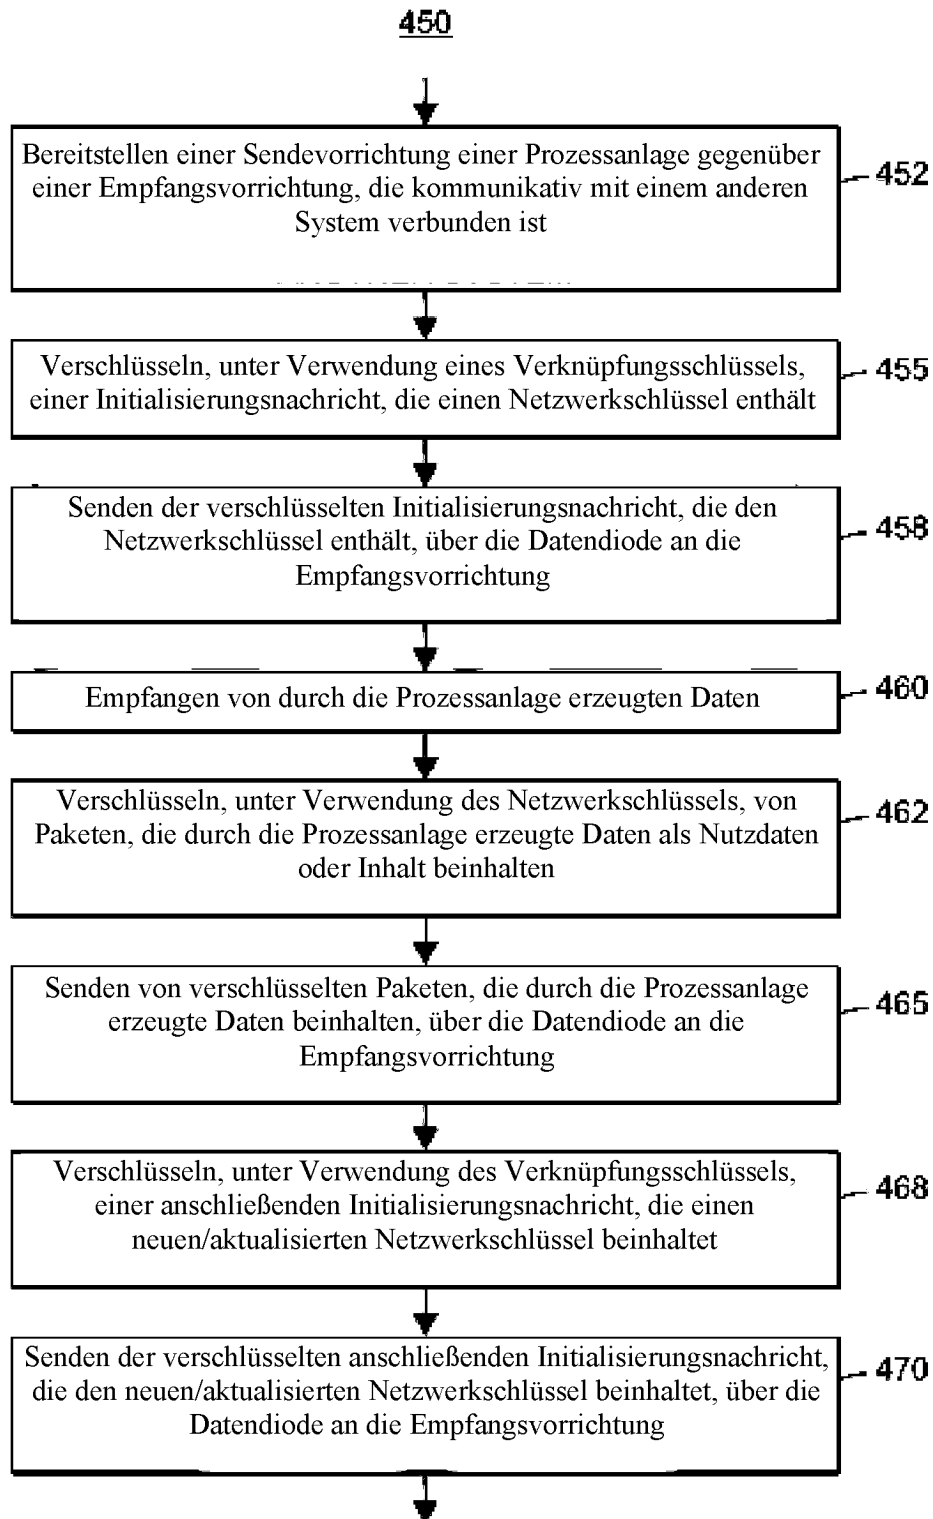 450
Bereitstellen einer Sendevorrichtung einer Prozessanlage gegenüber
einer Empfangsvorrichtung, die kommunikativ mit einem anderen
System verbunden ist
452
Verschlüsseln, unter Verwendung eines Verknüpfungsschlüssels,
einer Initialisierungsnachricht, die einen Netzwerkschlüssel enthält
455
Senden der verschlüsselten Initialisierungsnachricht, die den
Netzwerkschlüssel enthält, über die Datendiode an die
Empfangsvorrichtung
458
Empfangen von durch die Prozessanlage erzeugten Daten
460
Verschlüsseln, unter Verwendung des Netzwerkschlüssels, von
Paketen, die durch die Prozessanlage erzeugte Daten als Nutzdaten
oder Inhalt beinhalten
462
Senden von verschlüsselten Paketen, die durch die Prozessanlage
erzeugte Daten beinhalten, über die Datendiode an die
Empfangsvorrichtung
465
Verschlüsseln, unter Verwendung des Verknüpfungsschlüssels,
einer anschließenden Initialisierungsnachricht, die einen
neuen/aktualisierten Netzwerkschlüssel beinhaltet
468
Senden der verschlüsselten anschließenden Initialisierungsnachricht,
die den neuen/aktualisierten Netzwerkschlüssel beinhaltet, über die
Datendiode an die Empfangsvorrichtung
470